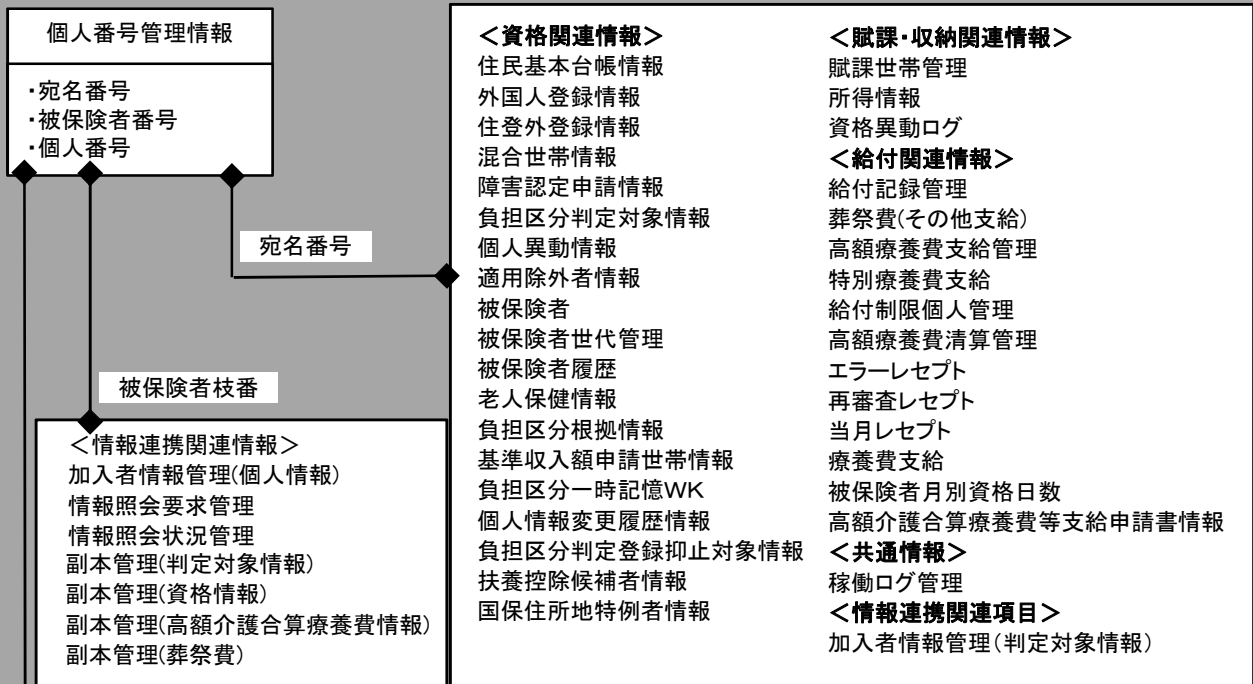 個人番号管理情報
・宛名番号
・被保険者番号
・個人番号
宛名番号
被保険者枝番
＜情報連携関連情報＞
加入者情報管理(個人情報)
情報照会要求管理
情報照会状況管理
副本管理(判定対象情報)
副本管理(資格情報)
副本管理(高額介護合算療養費情報)
副本管理(葬祭費)
＜資格関連情報＞
住民基本台帳情報
外国人登録情報
住登外登録情報
混合世帯情報
障害認定申請情報
負担区分判定対象情報
個人異動情報
適用除外者情報
被保険者
被保険者世代管理
被保険者履歴
老人保健情報
負担区分根拠情報
基準収入額申請世帯情報
負担区分一時記憶WK
個人情報変更履歴情報
負担区分判定登録抑止対象情報
扶養控除候補者情報
国保住所地特例者情報
＜賦課・収納関連情報＞
賦課世帯管理
所得情報
資格異動ログ
＜給付関連情報＞
給付記録管理
葬祭費(その他支給)
高額療養費支給管理
特別療養費支給
給付制限個人管理
高額療養費清算管理
エラーレセプト
再審査レセプト
当月レセプト
療養費支給
被保険者月別資格日数
高額介護合算療養費等支給申請書情報
＜共通情報＞
稼働ログ管理
＜情報連携関連項目＞
加入者情報管理(判定対象情報)